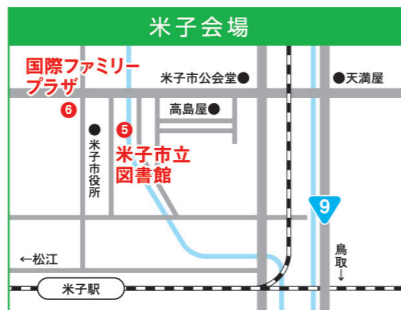 米子会場
国際ファミリー
プラザ
❻
米子市公会堂●
●天満屋
高島屋●
❺
米子市立
図書館
●
米子市役所
9
←松江
鳥取→
米子駅